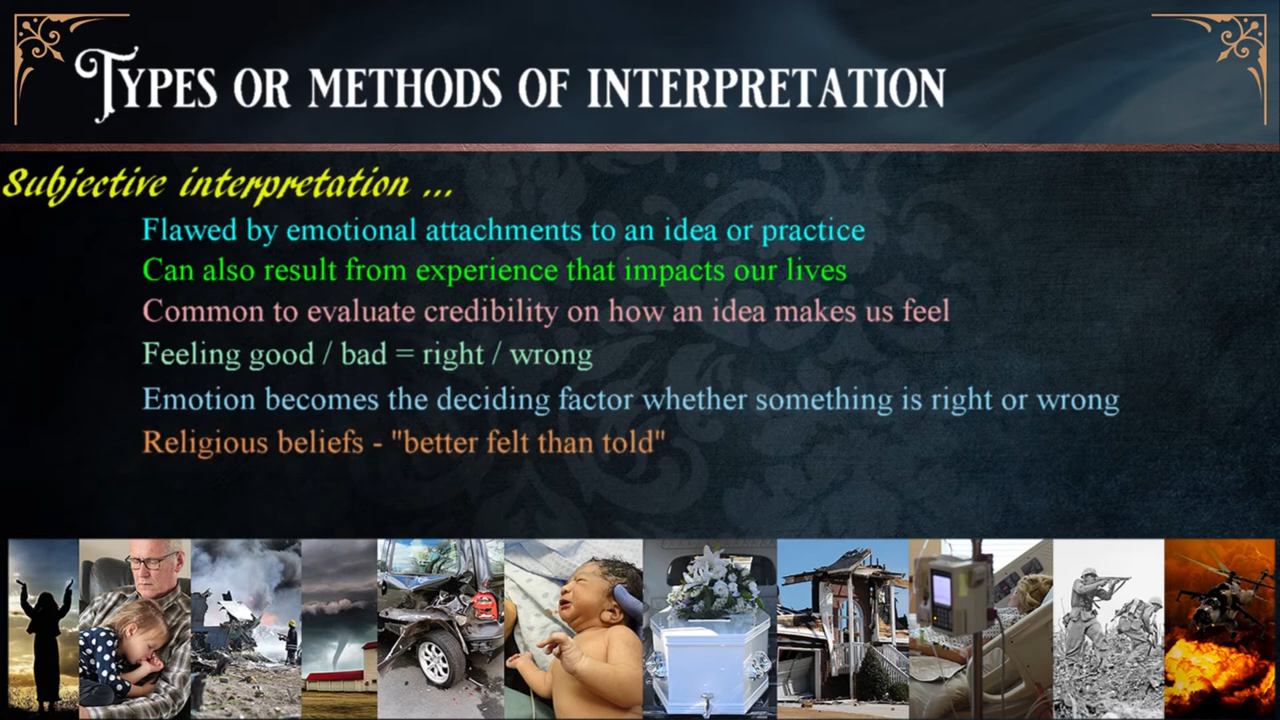 Types or methods of interpretation
Subjective interpretation ...
Flawed by emotional attachments to an idea or practice
Can also result from experience that impacts our lives
Common to evaluate credibility on how an idea makes us feel
Feeling good / bad = right / wrong
Emotion becomes the deciding factor whether something is right or wrong
Religious beliefs - "better felt than told"